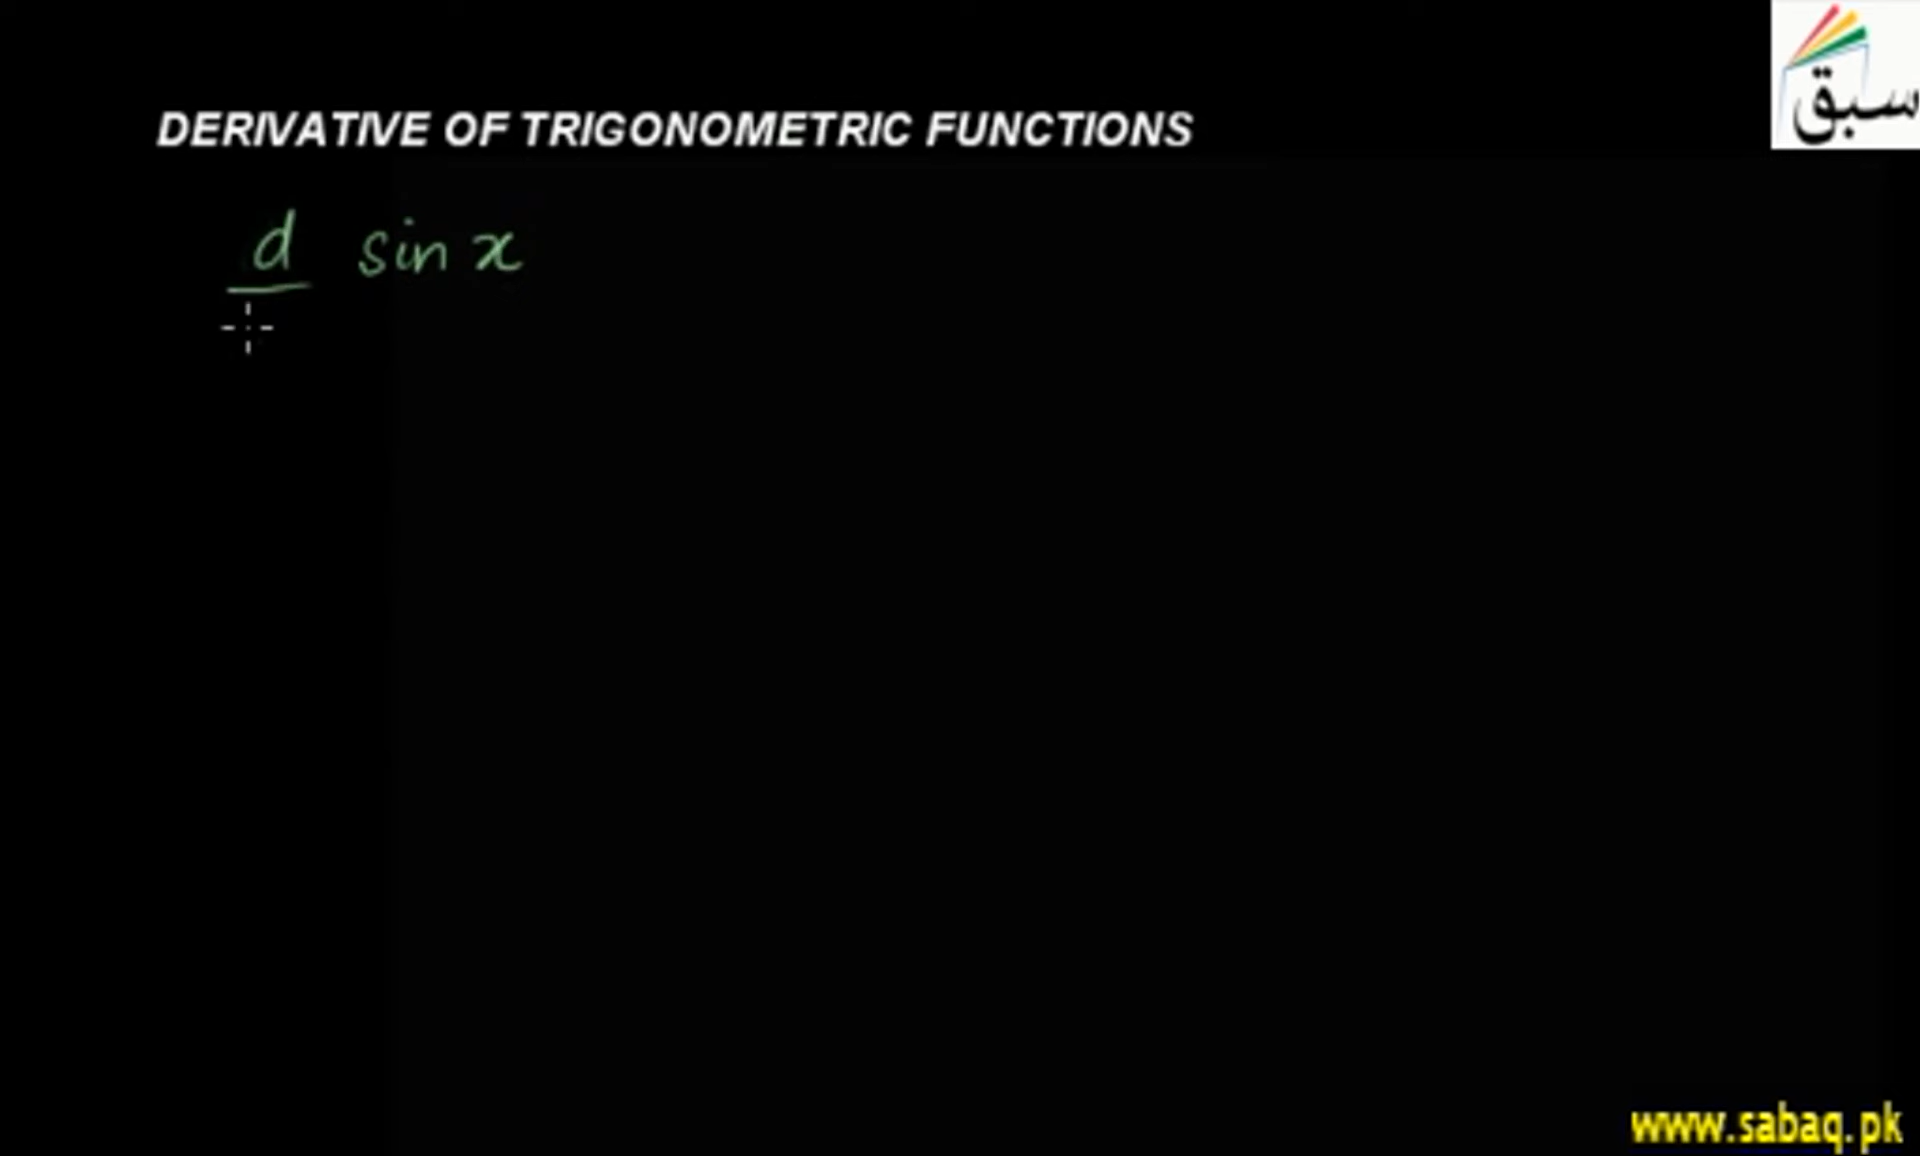 سبق
DERIVATIVE OF TRIGONOMETRIC FUNCTIONS
d sin x
www.sabaq.pk